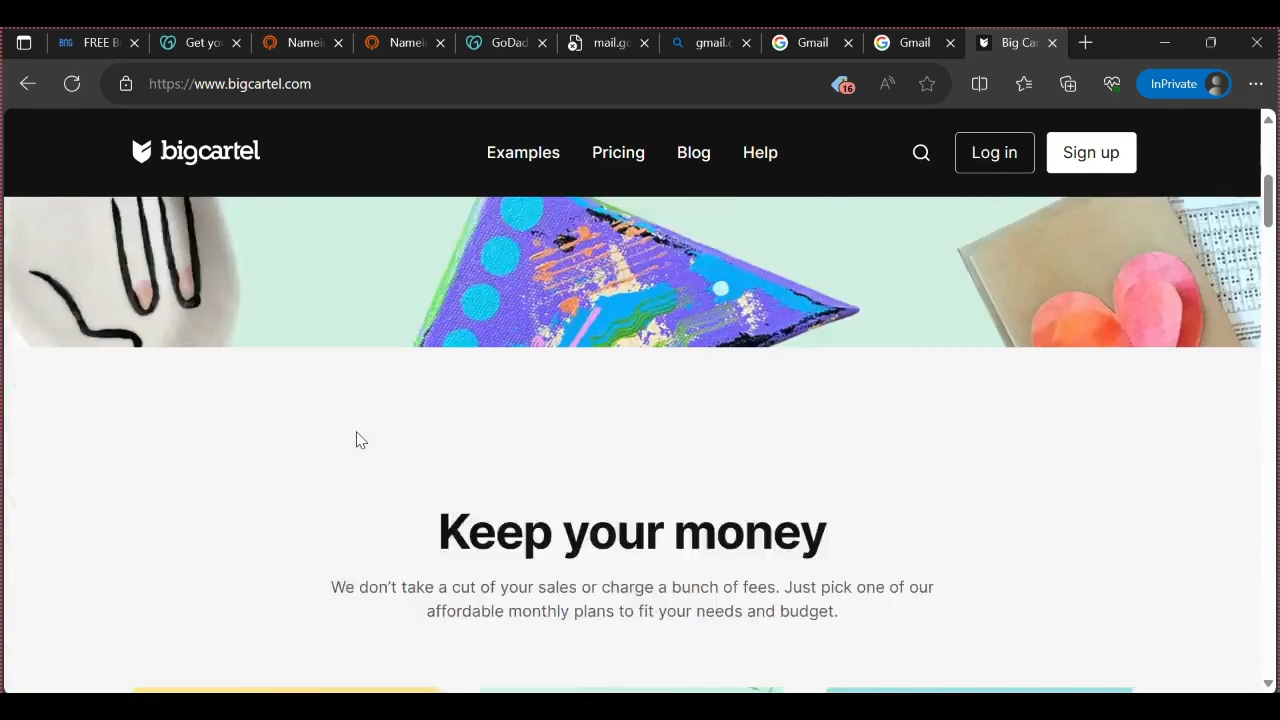 FREE B
Get yo
Namei
Namei
GoDad
mail.go
gmail.c
Gmail
Gmail
Big Car
https://www.bigcartel.com
16
InPrivate
bigcartel
Examples
Pricing
Blog
Help
Log in
Sign up
Keep your money
We don’t take a cut of your sales or charge a bunch of fees. Just pick one of our
affordable monthly plans to fit your needs and budget.